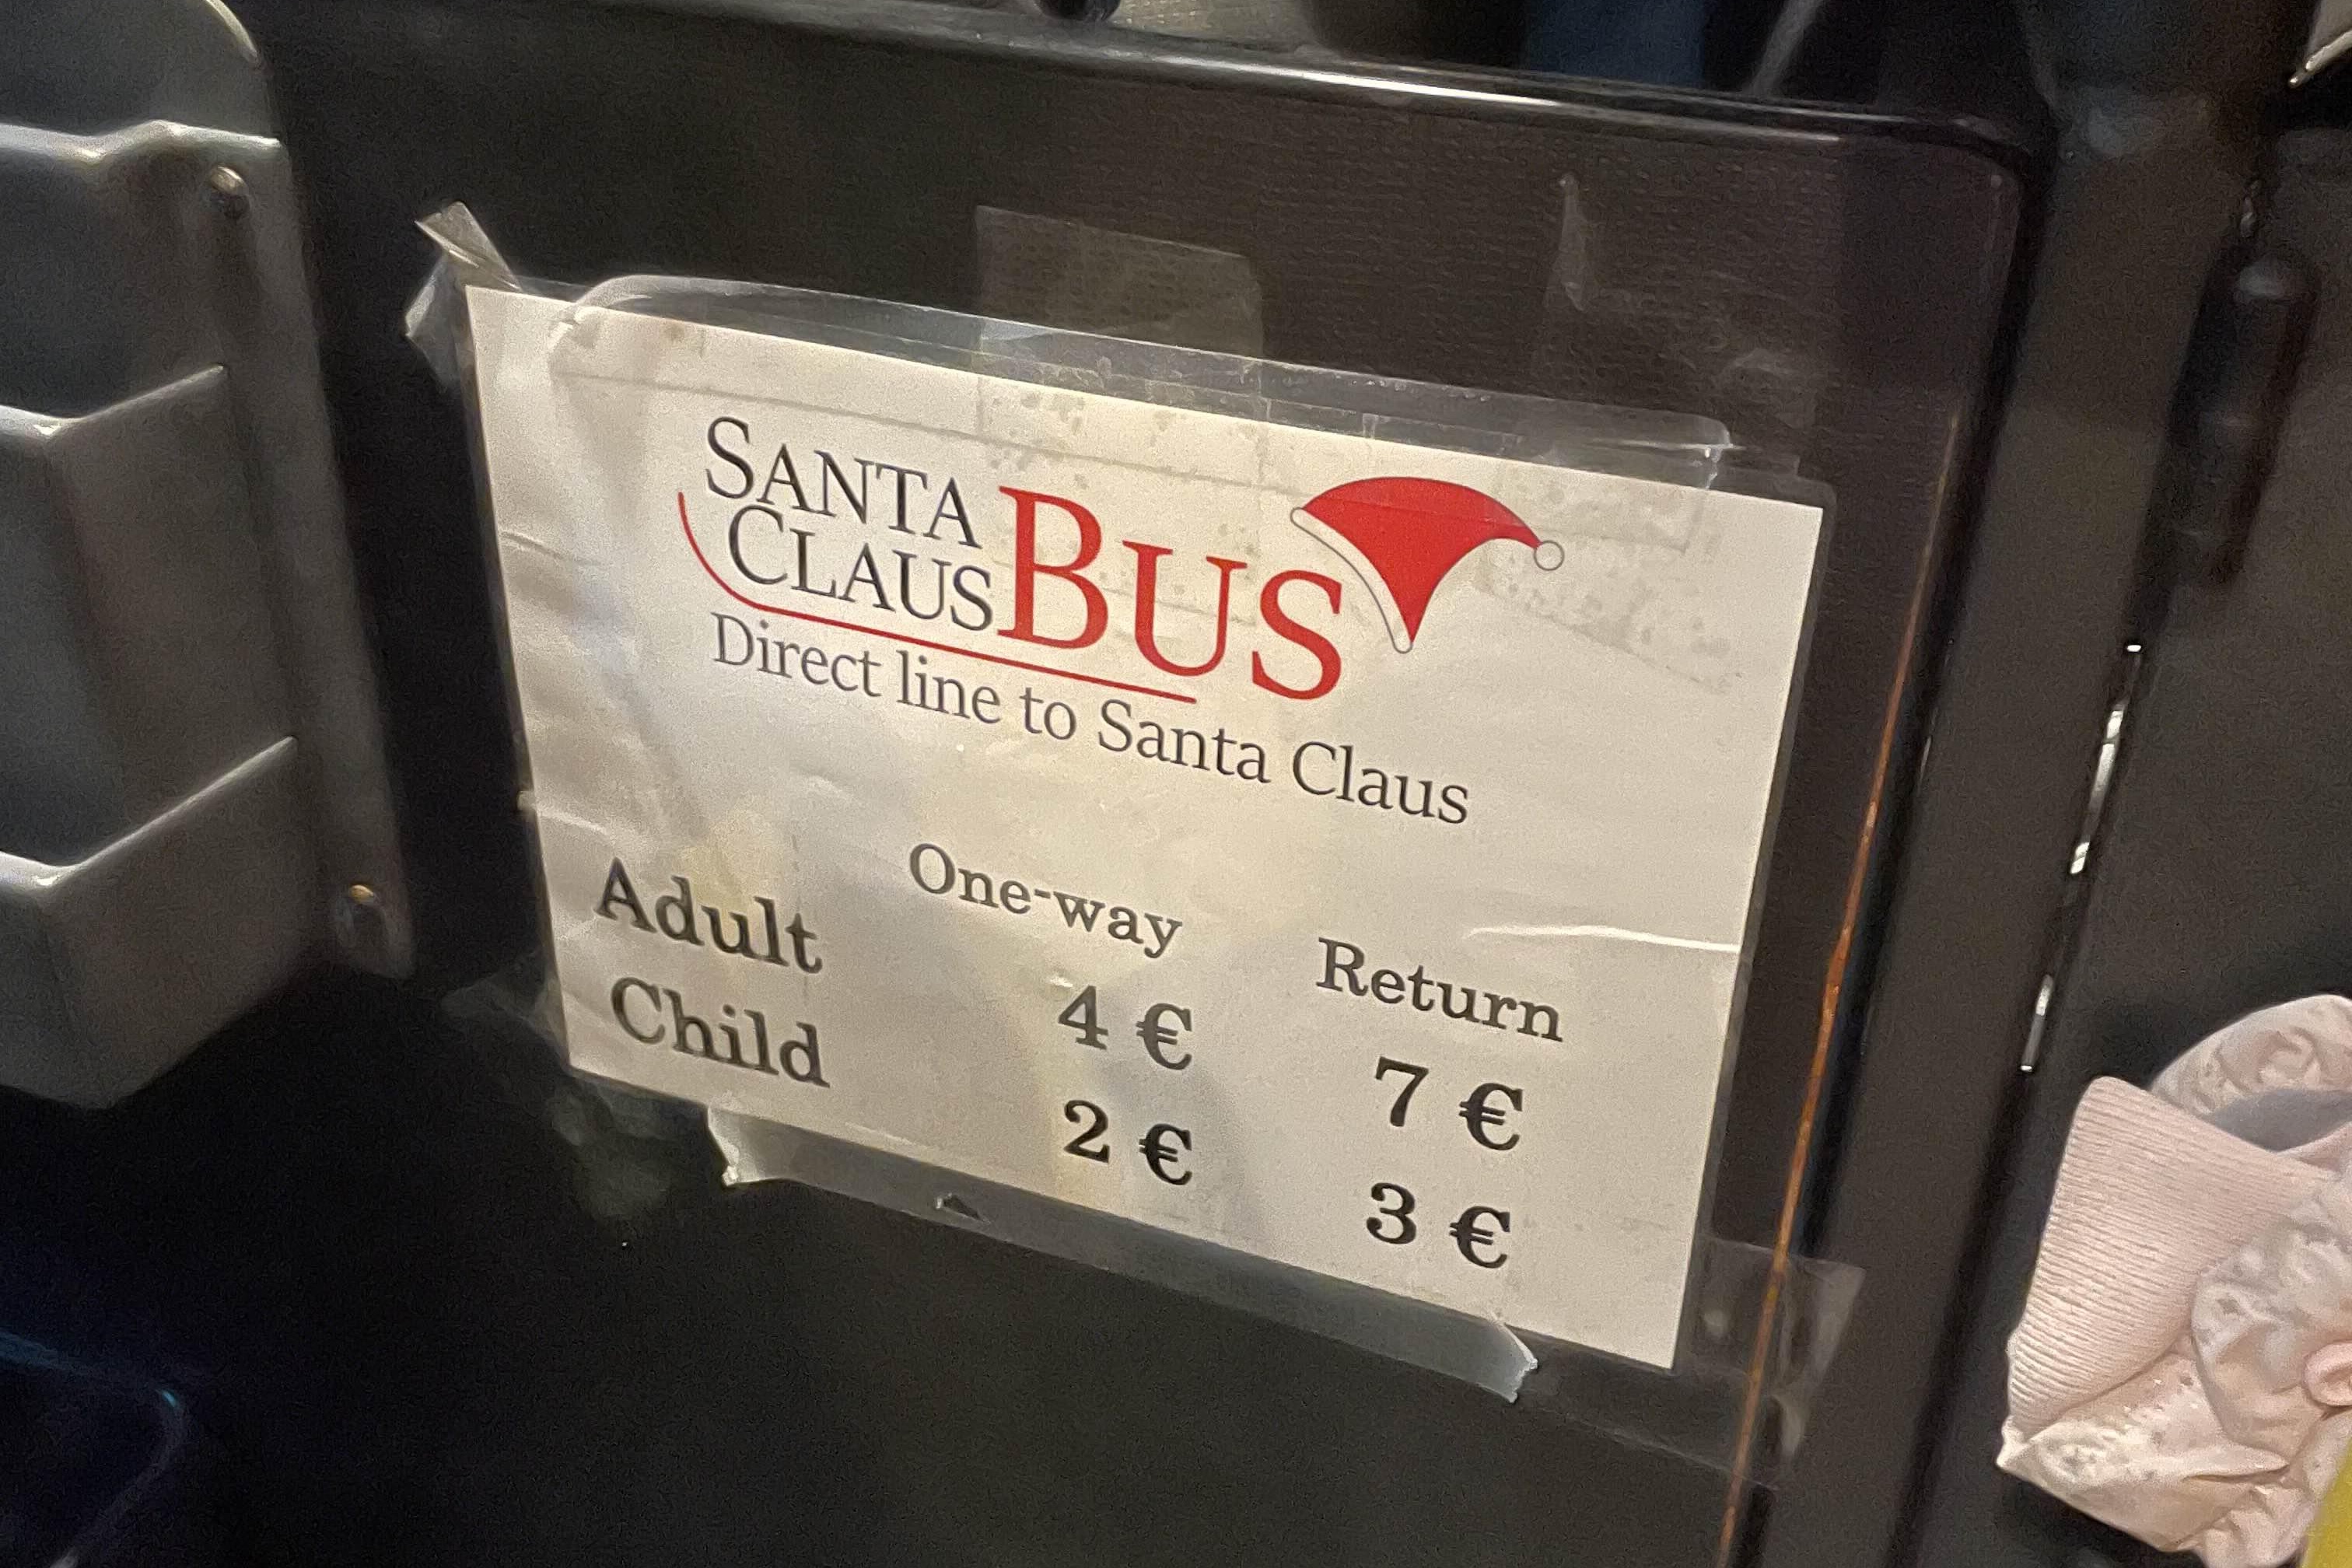 SANTA
CLAUS BUS
Direct line to Santa Claus
One-way Return
Adult 4 € 7 €
Child 2 € 3 €